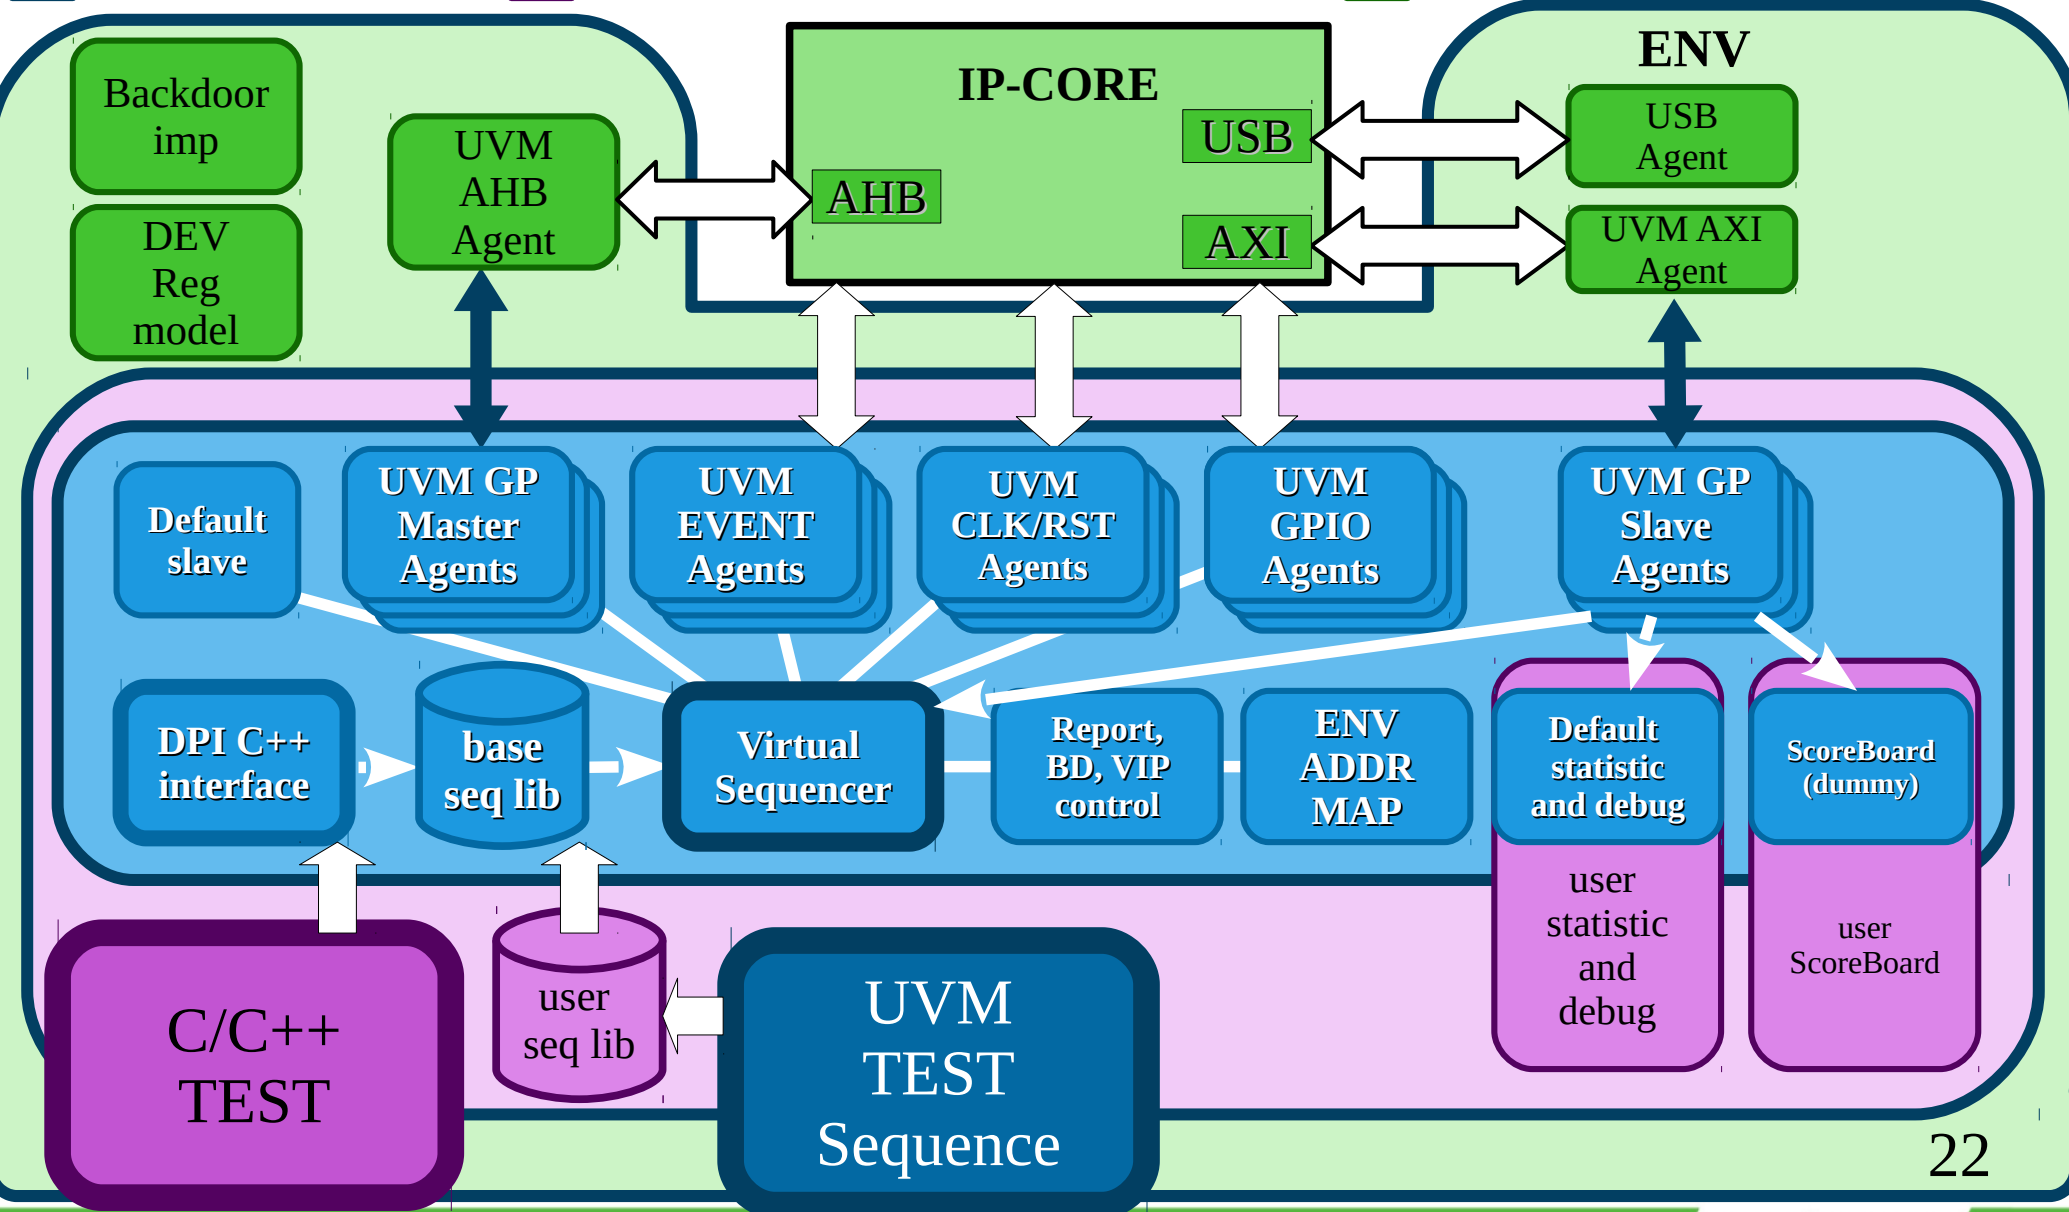 Backdoor
imp
DEV
Reg
model
UVM
AHB
Agent
IP-CORE
AHB
USB
AXI
ENV
USB
Agent
UVM AXI
Agent
Default
slave
UVM GP
Master
Agents
UVM
EVENT
Agents
UVM
CLK/RST
Agents
UVM
GPIO
Agents
UVM GP
Slave
Agents
DPI C++
interface
base
seq lib
Virtual
Sequencer
Report,
BD, VIP
control
ENV
ADDR
MAP
Default
statistic
and debug
ScoreBoard
(dummy)
user
statistic
and
debug
user
ScoreBoard
C/C++
TEST
user
seq lib
UVM
TEST
Sequence
22